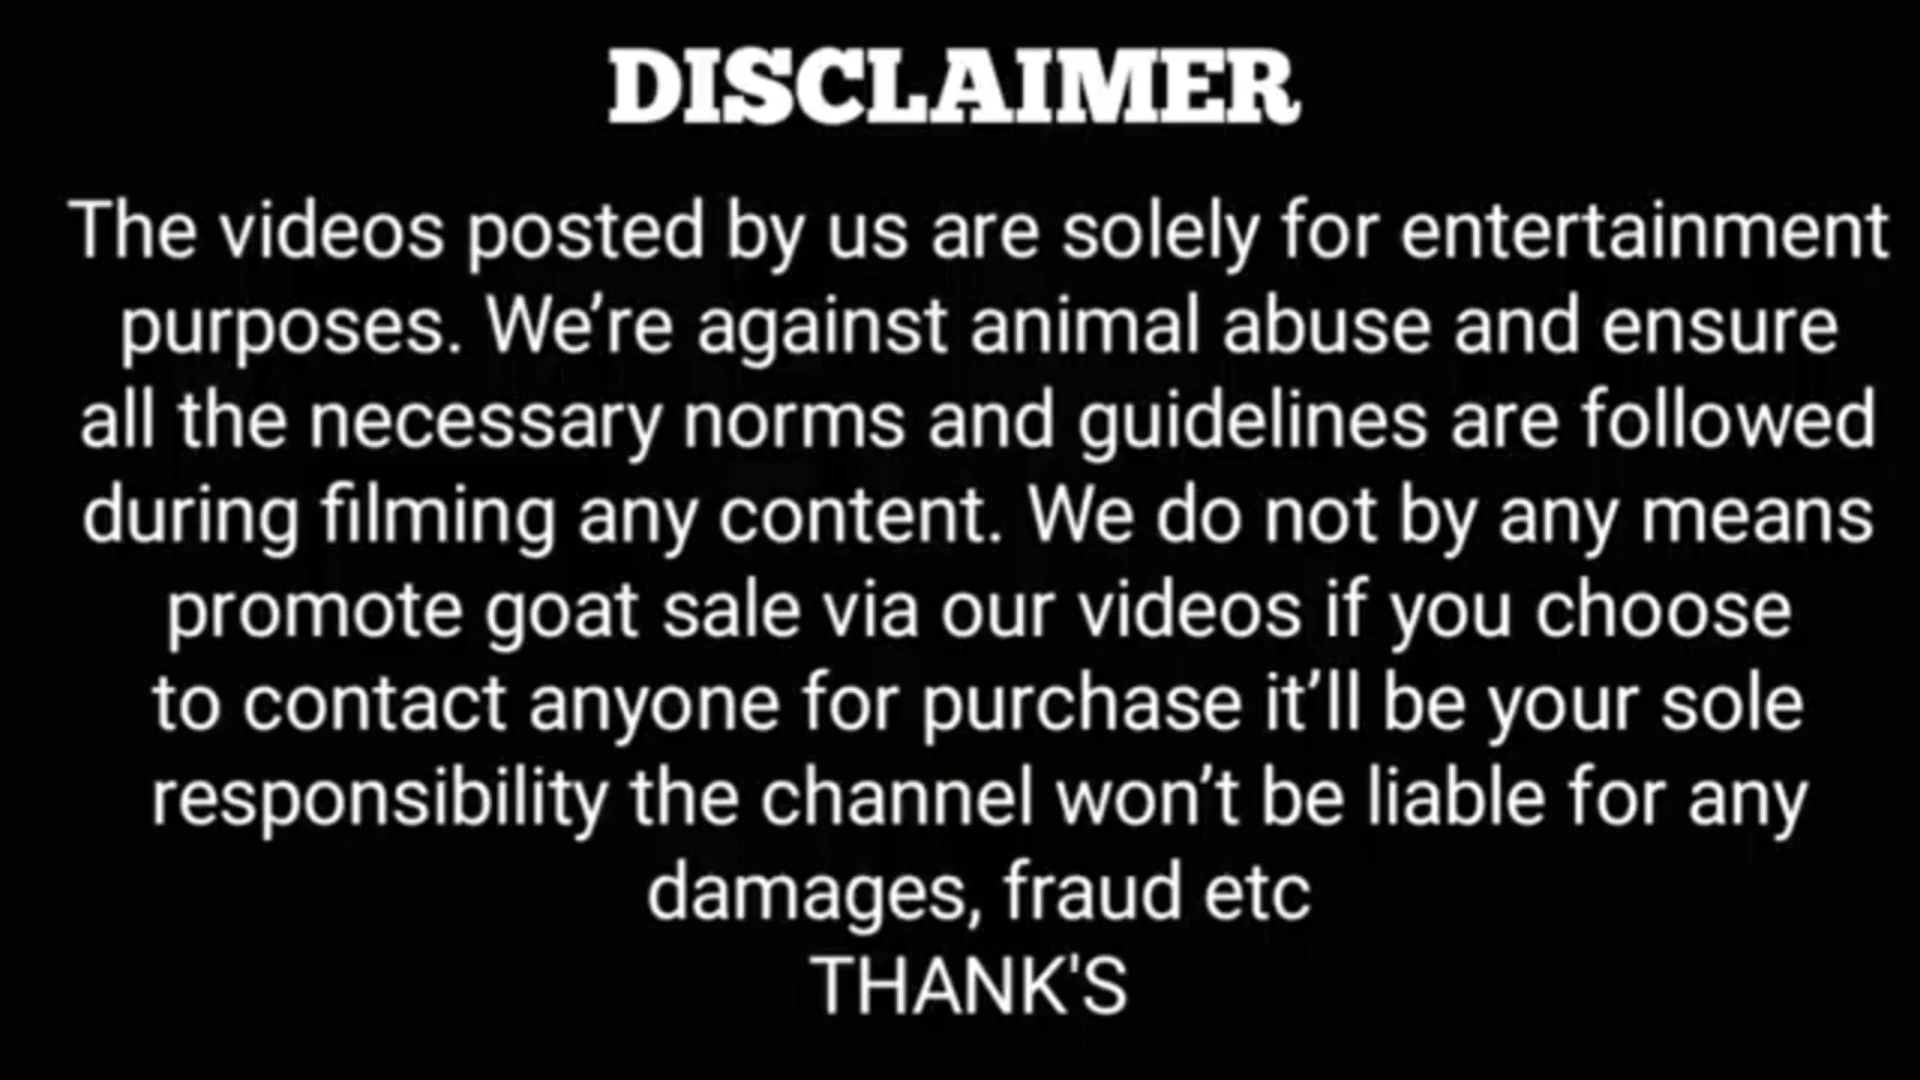 DISCLAIMER
The videos posted by us are solely for entertainment
purposes. We’re against animal abuse and ensure
all the necessary norms and guidelines are followed
during filming any content. We do not by any means
promote goat sale via our videos if you choose
to contact anyone for purchase it’ll be your sole
responsibility the channel won’t be liable for any
damages, fraud etc
THANK'S